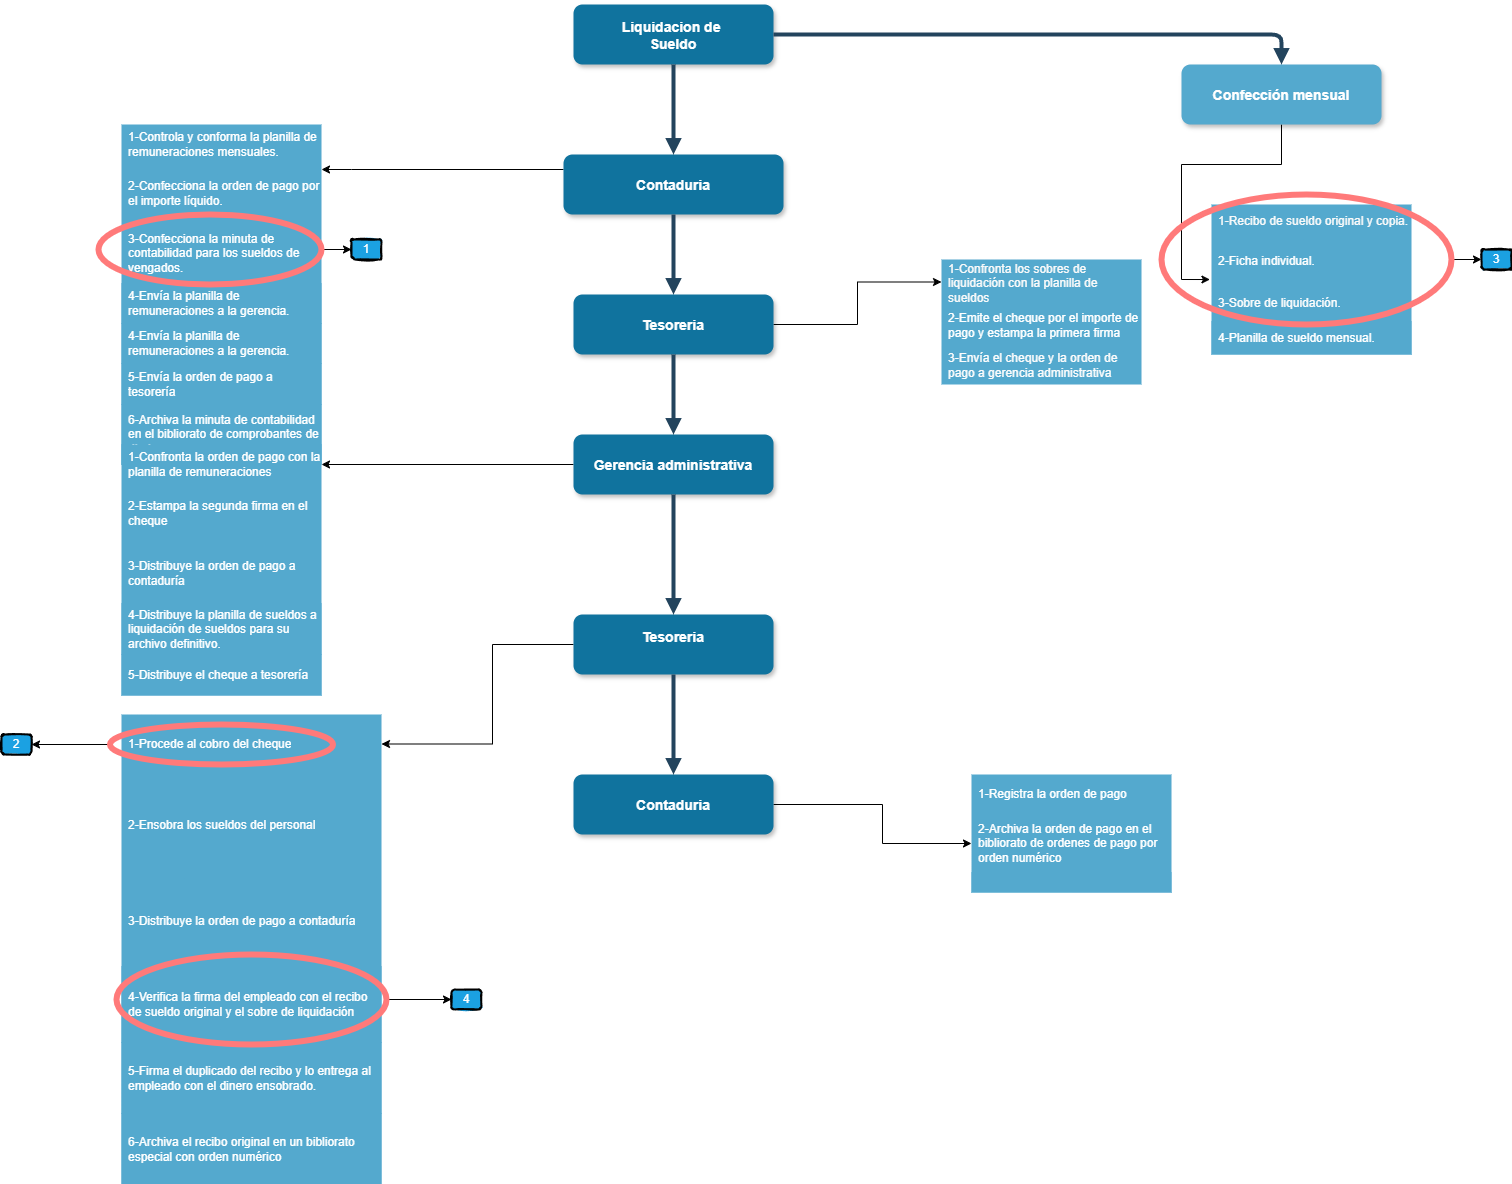 Liquidacion de
Sueldo
Confección mensual
1-Recibo de sueldo original y copia.
2-Ficha individual.
3-Sobre de liquidación.
4-Planilla de sueldo mensual.
3
Contaduria
1-Controla y conforma la planilla de
remuneraciones mensuales.
2-Confecciona la orden de pago por
el importe líquido.
3-Confecciona la minuta de
contabilidad para los sueldos de
vengados.
1
4-Envía la planilla de
remuneraciones a la gerencia.
4-Envía la planilla de
remuneraciones a la gerencia.
5-Envía la orden de pago a
tesorería
6-Archiva la minuta de contabilidad
en el bibliorato de comprobantes de
Tesoreria
1-Confronta los sobres de
liquidación con la planilla de
sueldos
2-Emite el cheque por el importe de
pago y estampa la primera firma
3-Envía el cheque y la orden de
pago a gerencia administrativa
Gerencia administrativa
1-Confronta la orden de pago con la
planilla de remuneraciones
2-Estampa la segunda firma en el
cheque
3-Distribuye la orden de pago a
contaduría
4-Distribuye la planilla de sueldos a
liquidación de sueldos para su
archivo definitivo.
5-Distribuye el cheque a tesorería
Tesoreria
1-Procede al cobro del cheque
2
2-Ensobra los sueldos del personal
3-Distribuye la orden de pago a contaduría
4-Verifica la firma del empleado con el recibo
de sueldo original y el sobre de liquidación
4
5-Firma el duplicado del recibo y lo entrega al
empleado con el dinero ensobrado.
6-Archiva el recibo original en un bibliorato
especial con orden numérico
Contaduria
1-Registra la orden de pago
2-Archiva la orden de pago en el
bibliorato de ordenes de pago por
orden numérico